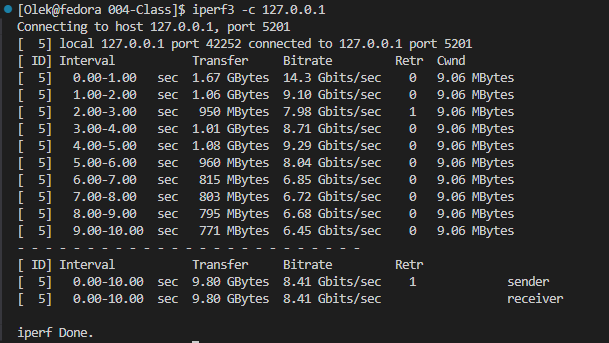 [Olek@fedora 004-Class]$ iperf3 -c 127.0.0.1
Connecting to host 127.0.0.1, port 5201
[  5] local 127.0.0.1 port 42252 connected to 127.0.0.1 port 5201
[ ID] Interval           Transfer     Bitrate         Retr  Cwnd
[  5]   0.00-1.00   sec  1.67 GBytes  14.3 Gbits/sec    0   9.06 MBytes
[  5]   1.00-2.00   sec  1.06 GBytes  9.10 Gbits/sec    0   9.06 MBytes
[  5]   2.00-3.00   sec   950 MBytes  7.98 Gbits/sec    1   9.06 MBytes
[  5]   3.00-4.00   sec  1.01 GBytes  8.71 Gbits/sec    0   9.06 MBytes
[  5]   4.00-5.00   sec  1.08 GBytes  9.29 Gbits/sec    0   9.06 MBytes
[  5]   5.00-6.00   sec   960 MBytes  8.04 Gbits/sec    0   9.06 MBytes
[  5]   6.00-7.00   sec   815 MBytes  6.85 Gbits/sec    0   9.06 MBytes
[  5]   7.00-8.00   sec   803 MBytes  6.72 Gbits/sec    0   9.06 MBytes
[  5]   8.00-9.00   sec   795 MBytes  6.68 Gbits/sec    0   9.06 MBytes
[  5]   9.00-10.00  sec   771 MBytes  6.45 Gbits/sec    0   9.06 MBytes
- - - - - - - - - - - - - - - - - - - - - - - - -
[ ID] Interval           Transfer     Bitrate         Retr
[  5]   0.00-10.00  sec  9.80 GBytes  8.41 Gbits/sec    1             sender
[  5]   0.00-10.00  sec  9.80 GBytes  8.41 Gbits/sec                  receiver
iperf Done.